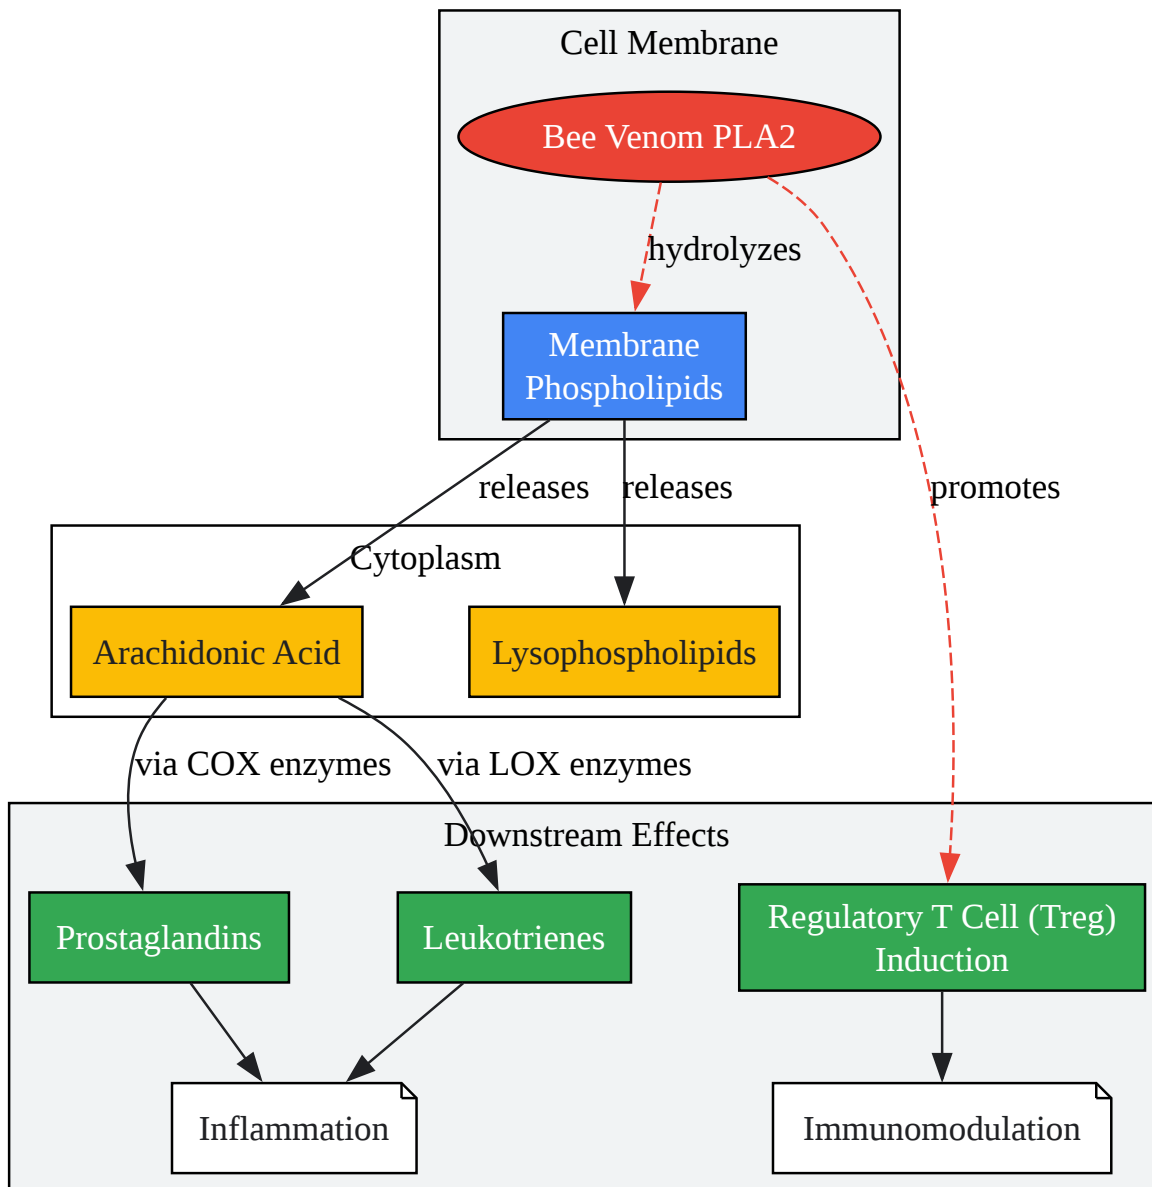 Cell Membrane
Bee Venom PLA2
hydrolyzes
Membrane
Phospholipids
releases
releases
promotes
Cytoplasm
Arachidonic Acid
Lysophospholipids
via COX enzymes
via LOX enzymes
Downstream Effects
Prostaglandins
Leukotrienes
Regulatory T Cell (Treg)
Induction
Inflammation
Immunomodulation